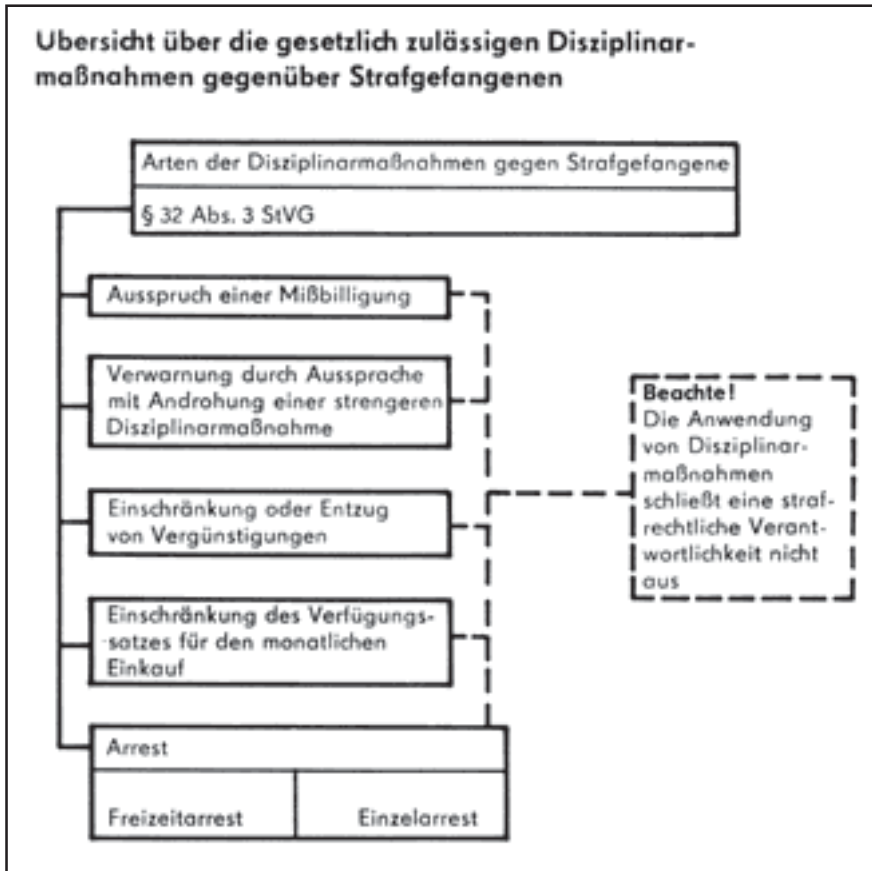 Ubersicht über die gesetzlich zulässigen Disziplinar-
maßnahmen gegenüber Strafgefangenen
Arten der Disziplinarmaßnahmen gegen Strafgefangene
§ 32 Abs. 3 StVG
Ausspruch einer Mißbilligung
Verwarnung durch Aussprache
mit Androhung einer strengeren
Disziplinarmaßnahme
Einschränkung oder Entzug
von Vergünstigungen
Einschränkung des Verfügungs-
satzes für den monatlichen
Einkauf
Arrest
Freizeitarrest
Einzelarrest
Beachte!
Die Anwendung
von Disziplinar-
maßnahmen
schließt eine straf-
rechtliche Verant-
wortlichkeit nicht
aus